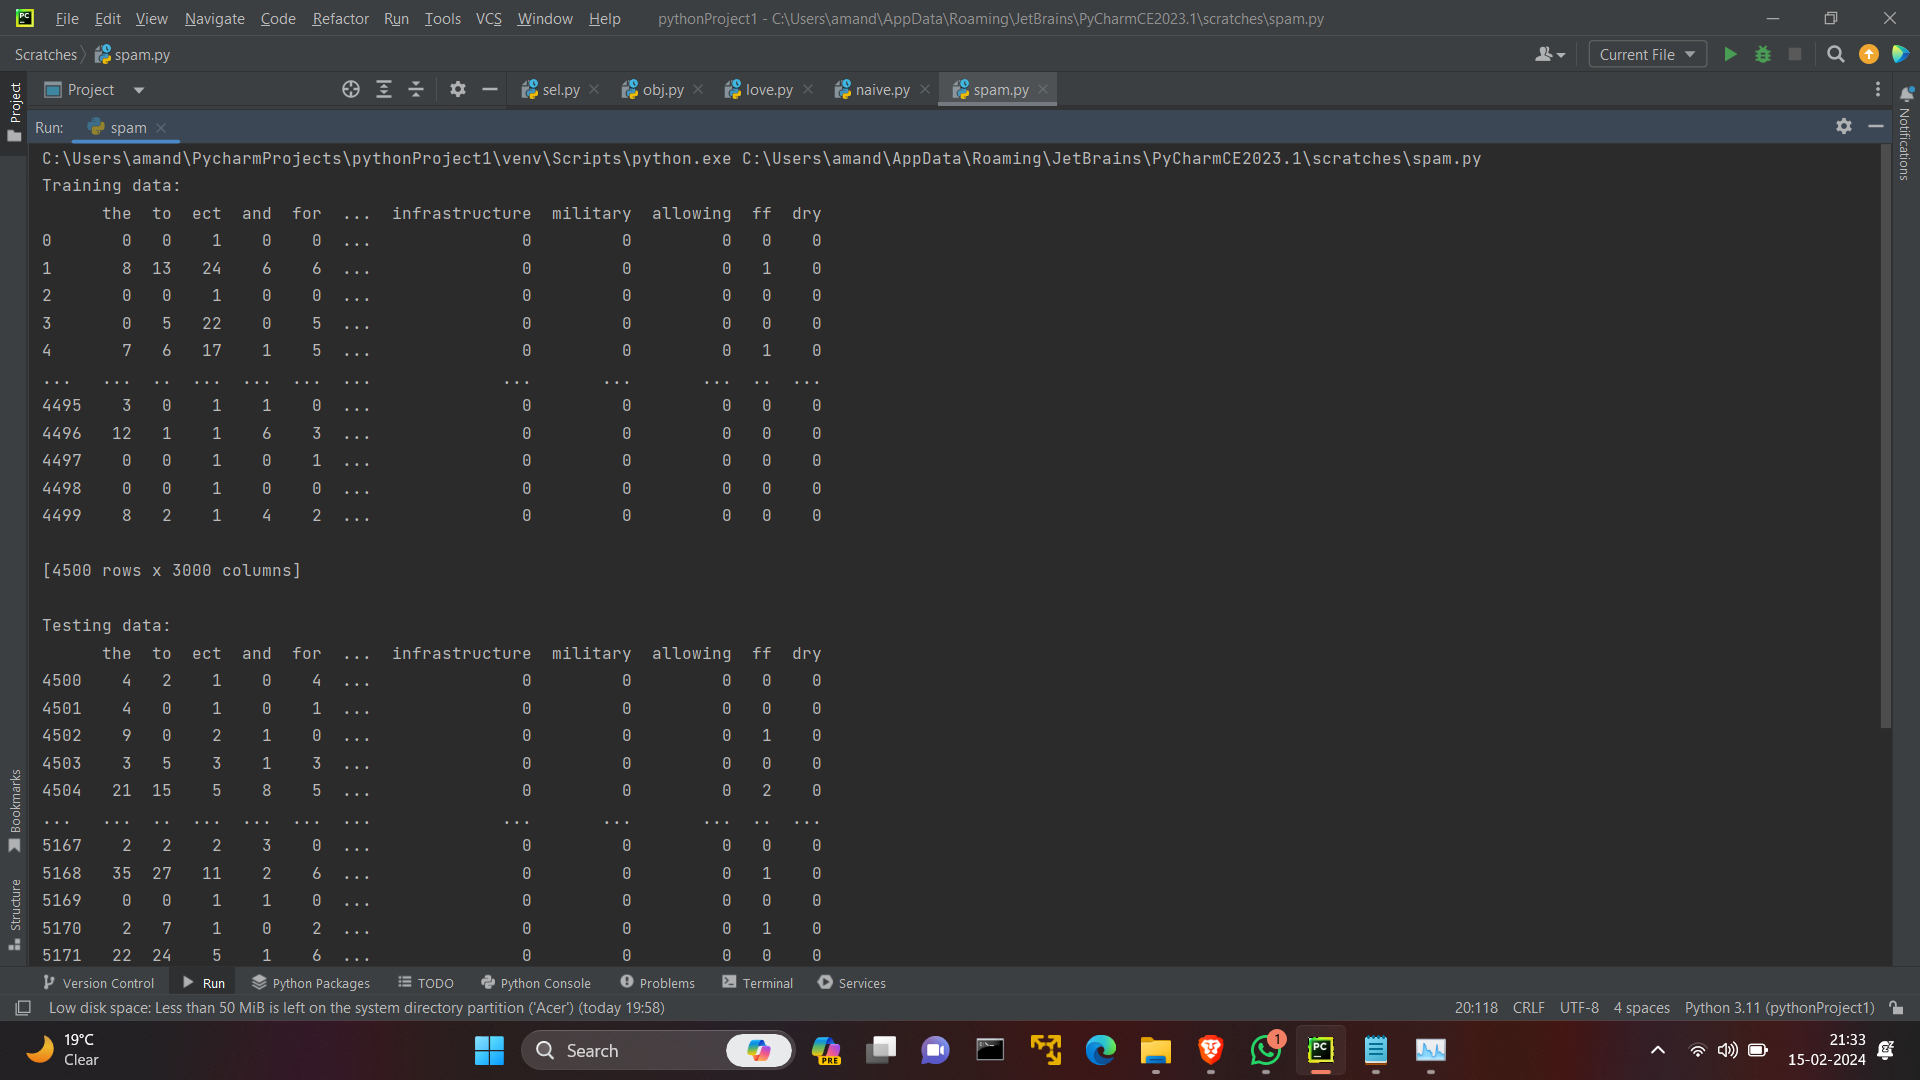 File Edit View Navigate Code Refactor Run Tools VCS Window Help pythonProject1 - C:\Users\amand\AppData\Roaming\JetBrains\PyCharmCE2023.1\scratches\spam.py
Scratches spam.py Current File
Project sel.py obj.py love.py naive.py spam.py
Run: spam
C:\Users\amand\PycharmProjects\pythonProject1\venv\Scripts\python.exe C:\Users\amand\AppData\Roaming\JetBrains\PyCharmCE2023.1\scratches\spam.py
Training data:
the to ect and for ... infrastructure military allowing ff dry
0 0 0 1 0 0 ... 0 0 0 0 0
1 8 13 24 6 6 ... 0 0 0 1 0
2 0 0 1 0 0 ... 0 0 0 0 0
3 0 5 22 0 5 ... 0 0 0 0 0
4 7 6 17 1 5 ... 0 0 0 1 0
... ... .. ... ... ... ... ... ... ... .. ...
4495 3 0 1 1 0 ... 0 0 0 0 0
4496 12 1 1 6 3 ... 0 0 0 0 0
4497 0 0 1 0 1 ... 0 0 0 0 0
4498 0 0 1 0 0 ... 0 0 0 0 0
4499 8 2 1 4 2 ... 0 0 0 0 0
[4500 rows x 3000 columns]
Testing data:
the to ect and for ... infrastructure military allowing ff dry
4500 4 2 1 0 4 ... 0 0 0 0 0
4501 4 0 1 0 1 ... 0 0 0 0 0
4502 9 0 2 1 0 ... 0 0 0 1 0
4503 3 5 3 1 3 ... 0 0 0 0 0
4504 21 15 5 8 5 ... 0 0 0 2 0
... ... .. ... ... ... ... ... ... ... .. ...
5167 2 2 2 3 0 ... 0 0 0 0 0
5168 35 27 11 2 6 ... 0 0 0 1 0
5169 0 0 1 1 0 ... 0 0 0 0 0
5170 2 7 1 0 2 ... 0 0 0 1 0
5171 22 24 5 1 6 ... 0 0 0 0 0
Project
Bookmarks
Structure
Notifications
Version Control Run Python Packages TODO Python Console Problems Terminal Services
Low disk space: Less than 50 MiB is left on the system directory partition ('Acer') (today 19:58) 20:118 CRLF UTF-8 4 spaces Python 3.11 (pythonProject1)
19°C
Clear
Search
PRE
PC
1
21:33
15-02-2024